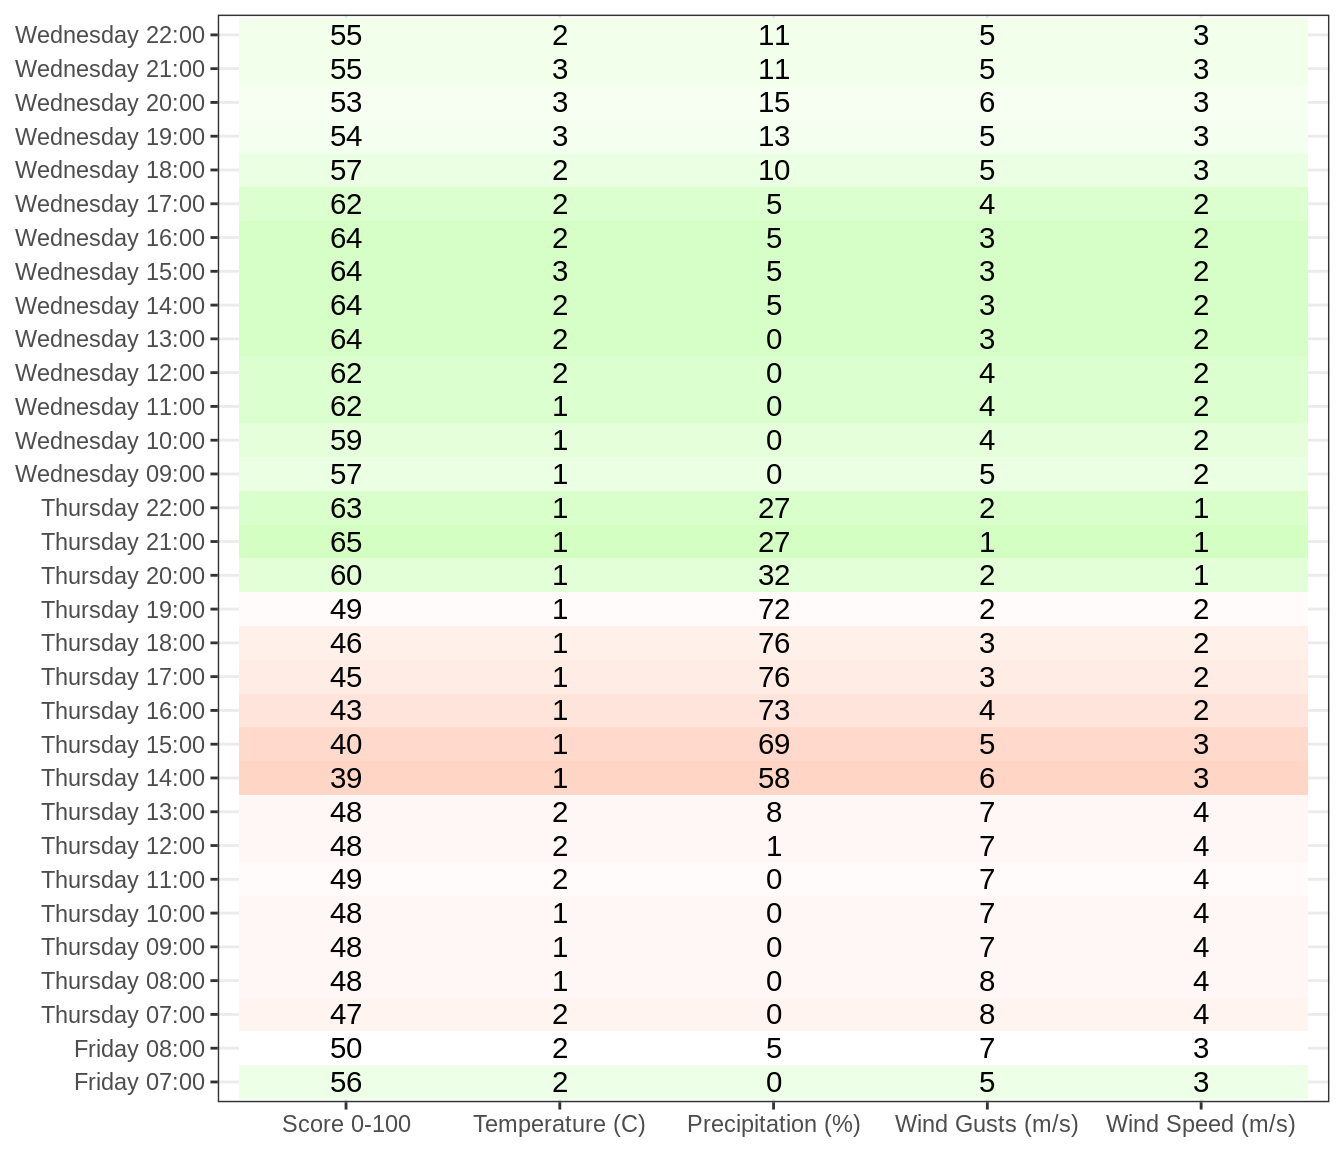 Wednesday 22:00 55 2 11 5 3
Wednesday 21:00 55 3 11 5 3
Wednesday 20:00 53 3 15 6 3
Wednesday 19:00 54 3 13 5 3
Wednesday 18:00 57 2 10 5 3
Wednesday 17:00 62 2 5 4 2
Wednesday 16:00 64 2 5 3 2
Wednesday 15:00 64 3 5 3 2
Wednesday 14:00 64 2 5 3 2
Wednesday 13:00 64 2 0 3 2
Wednesday 12:00 62 2 0 4 2
Wednesday 11:00 62 1 0 4 2
Wednesday 10:00 59 1 0 4 2
Wednesday 09:00 57 1 0 5 2
Thursday 22:00 63 1 27 2 1
Thursday 21:00 65 1 27 1 1
Thursday 20:00 60 1 32 2 1
Thursday 19:00 49 1 72 2 2
Thursday 18:00 46 1 76 3 2
Thursday 17:00 45 1 76 3 2
Thursday 16:00 43 1 73 4 2
Thursday 15:00 40 1 69 5 3
Thursday 14:00 39 1 58 6 3
Thursday 13:00 48 2 8 7 4
Thursday 12:00 48 2 1 7 4
Thursday 11:00 49 2 0 7 4
Thursday 10:00 48 1 0 7 4
Thursday 09:00 48 1 0 7 4
Thursday 08:00 48 1 0 8 4
Thursday 07:00 47 2 0 8 4
Friday 08:00 50 2 5 7 3
Friday 07:00 56 2 0 5 3
Score 0-100 Temperature (C) Precipitation (%) Wind Gusts (m/s) Wind Speed (m/s)